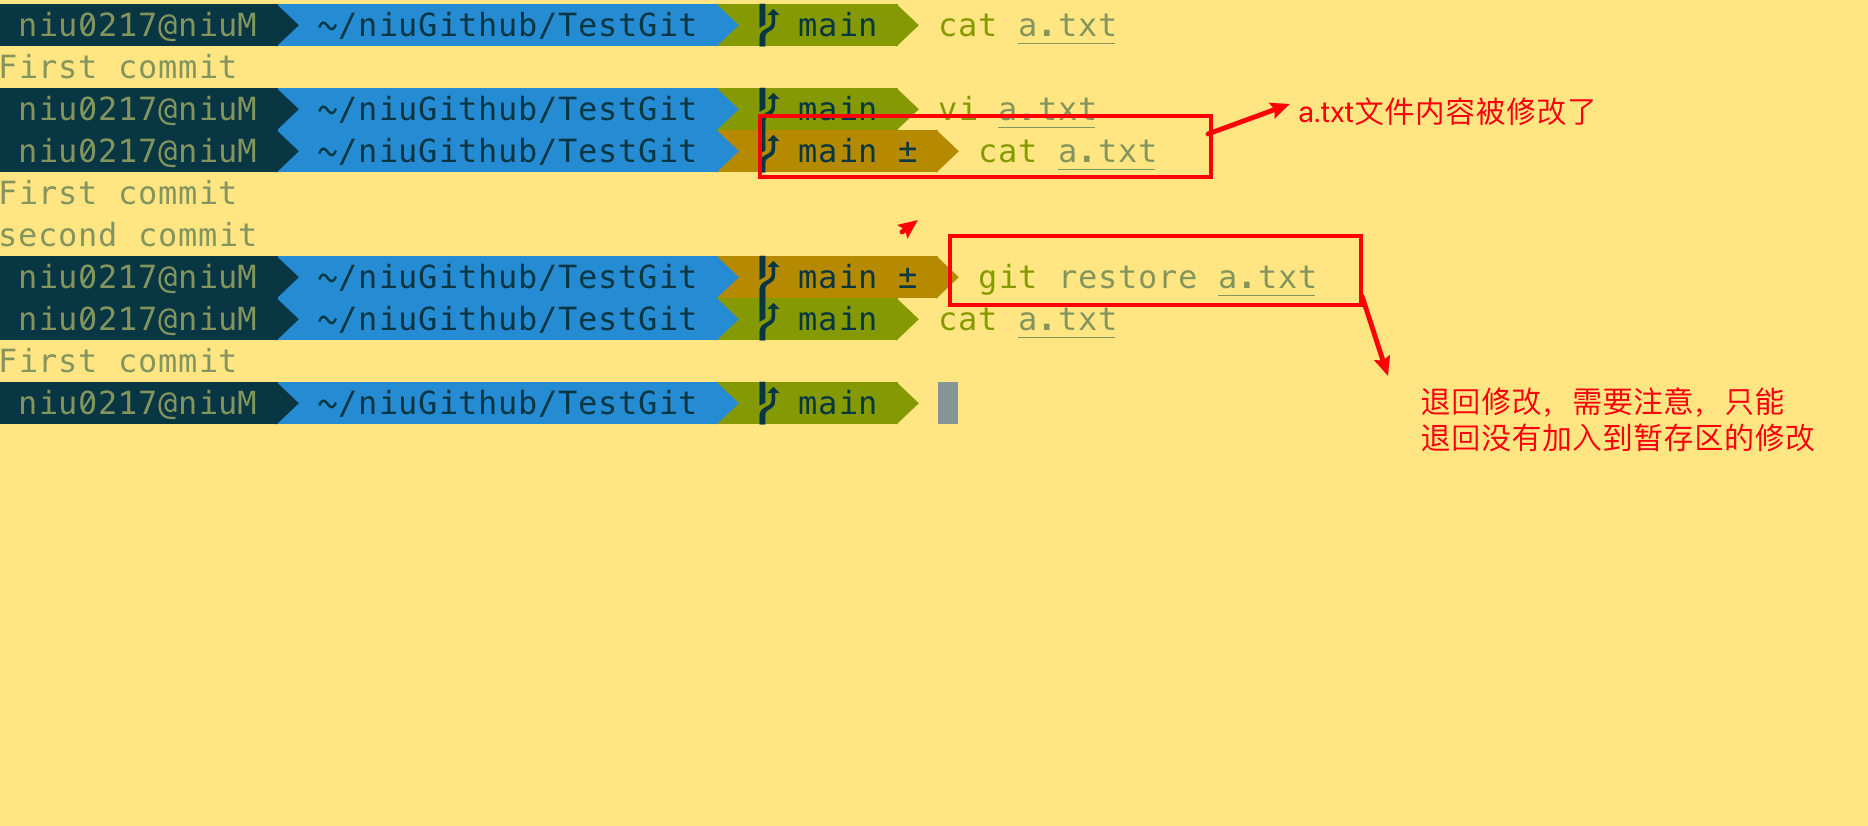 niu0217@niuM ~/niuGithub/TestGit main cat a.txt
First commit
niu0217@niuM ~/niuGithub/TestGit main vi a.txt
a.txt文件内容被修改了
niu0217@niuM ~/niuGithub/TestGit main ± cat a.txt
First commit
second commit
niu0217@niuM ~/niuGithub/TestGit main ± git restore a.txt
niu0217@niuM ~/niuGithub/TestGit main cat a.txt
First commit
niu0217@niuM ~/niuGithub/TestGit main
退回修改，需要注意，只能
退回没有加入到暂存区的修改